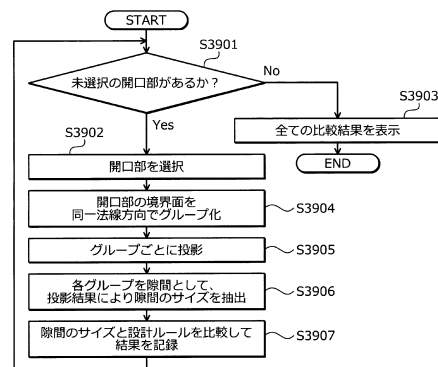 START
S3901
未選択の開口部があるか？
No
S3903
Yes
S3902
全ての比較結果を表示
開口部を選択
END
開口部の境界面を
同一法線方向でグループ化
S3904
グループごとに投影
S3905
各グループを隙間として、
投影結果により隙間のサイズを抽出
S3906
隙間のサイズと設計ルールを比較して
結果を記録
S3907